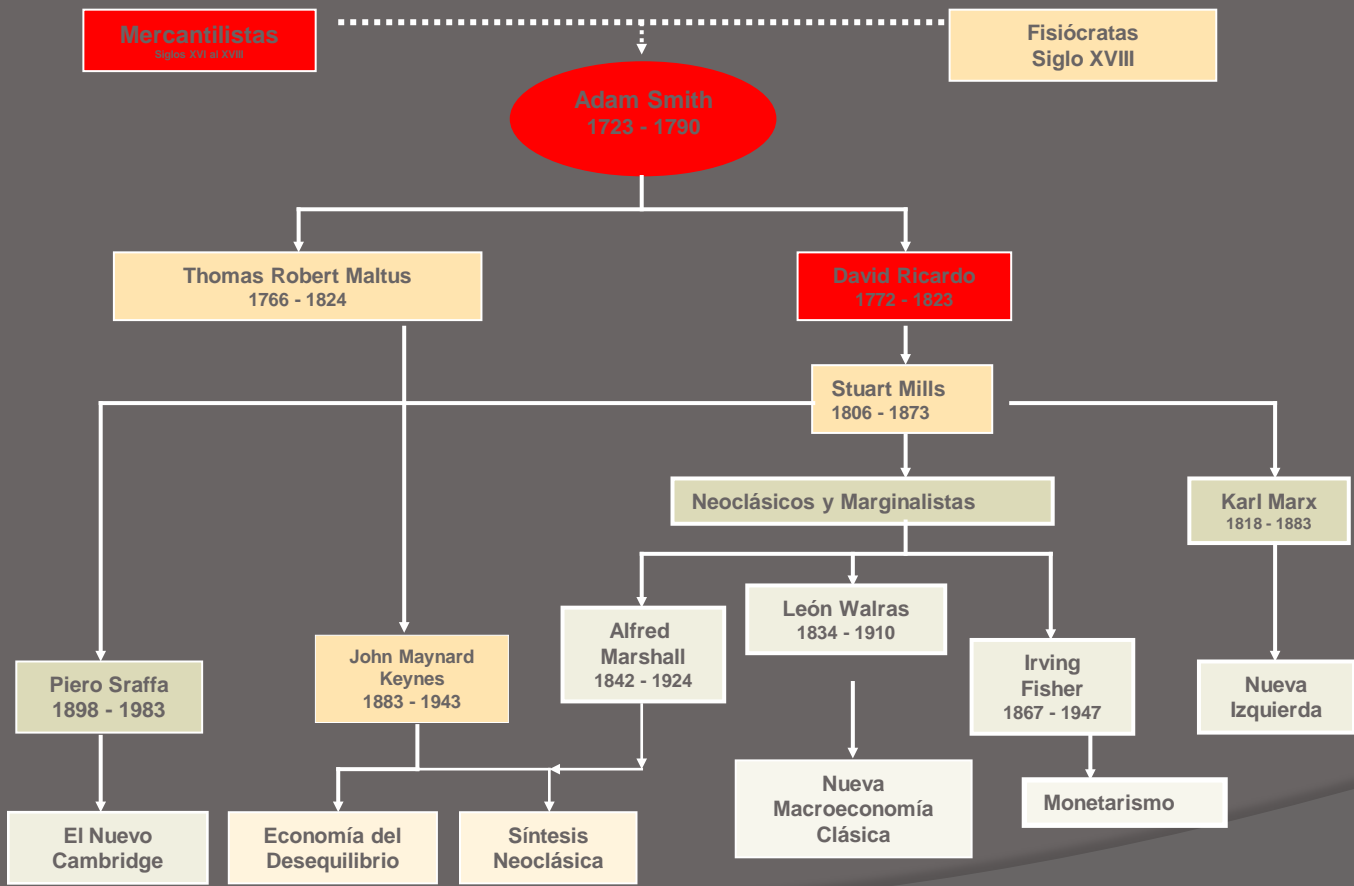 Mercantilistas
Siglos XVI al XVIII
Fisiócratas
Siglo XVIII
Adam Smith
1723 - 1790
Thomas Robert Maltus
1766 - 1824
David Ricardo
1772 - 1823
Stuart Mills
1806 - 1873
Neoclásicos y Marginalistas
Karl Marx
1818 - 1883
Piero Sraffa
1898 - 1983
John Maynard
Keynes
1883 - 1943
Alfred
Marshall
1842 - 1924
León Walras
1834 - 1910
Irving
Fisher
1867 - 1947
Nueva
Izquierda
El Nuevo
Cambridge
Economía del
Desequilibrio
Síntesis
Neoclásica
Nueva
Macroeconomía
Clásica
Monetarismo